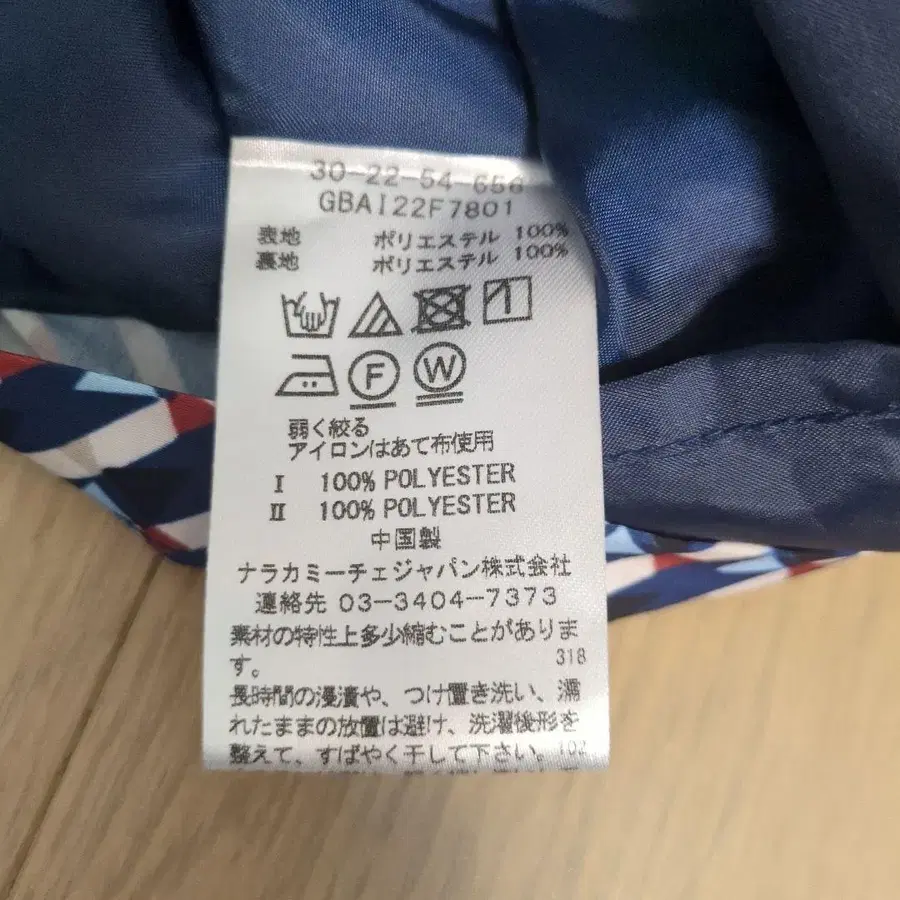 30-22-54-656
GBAI22F7801
表地 ポリエステル 100%
裏地 ポリエステル 100%
F W
弱く絞る
アイロンはあて布使用
I 100% POLYESTER
II 100% POLYESTER
中国製
ナラカミーチェジャパン株式会社
連絡先 03-3404-7373
素材の特性上多少縮むことがありま
す。 318
長時間の浸漬や、つけ置き洗い、濡
れたままの放置は避け、洗濯後形を
整えて、すばやく干して下さい。102